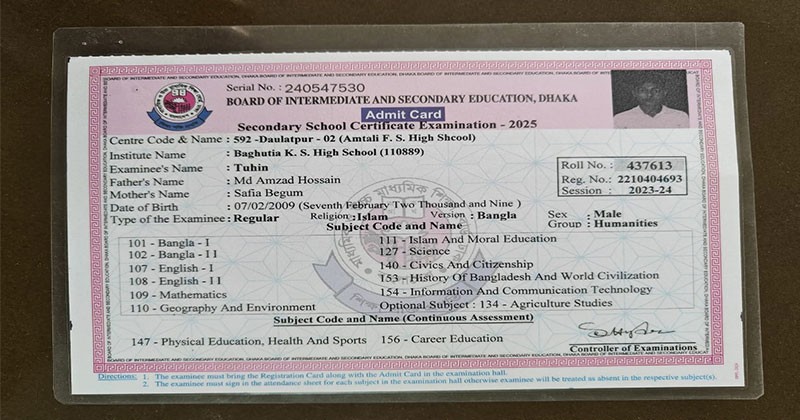 Serial No. : 240547530
BOARD OF INTERMEDIATE AND SECONDARY EDUCATION, DHAKA
Admit Card
Secondary School Certificate Examination - 2025
Centre Code & Name : 592 -Daulatpur - 02 (Amtali F. S. High Shcool)
Institute Name : Baghutia K. S. High School (110889)
Examinee's Name : Tuhin
Father's Name : Md Amzad Hossain
Mother's Name : Safia Begum
Roll No. : 437613
Reg. No.: 2210404693
Session : 2023-24
Date of Birth : 07/02/2009 (Seventh February Two Thousand and Nine )
Type of the Examinee : Regular Religion : Islam Version : Bangla Sex : Male
Group : Humanities
Subject Code and Name
101 - Bangla - I
102 - Bangla - I I
107 - English - I
108 - English - I I
109 - Mathematics
110 - Geography And Environment
111 - Islam And Moral Education
127 - Science
140 - Civics And Citizenship
153 - History Of Bangladesh And World Civilization
154 - Information And Communication Technology
Optional Subject : 134 - Agriculture Studies
Subject Code and Name (Continuous Assessment)
147 - Physical Education, Health And Sports 156 - Career Education
Controller of Examinations
Directions: 1. The examinee must bring the Registration Card along with the Admit Card in the examination hall.
2. The examinee must sign in the attendance sheet for each subject in the examination hall otherwise examinee will be treated as absent in the respective subject(s).